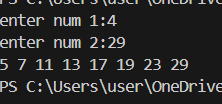 enter num 1:4
enter num 2:29
5 7 11 13 17 19 23 29
PS C:\Users\user\OneDrive